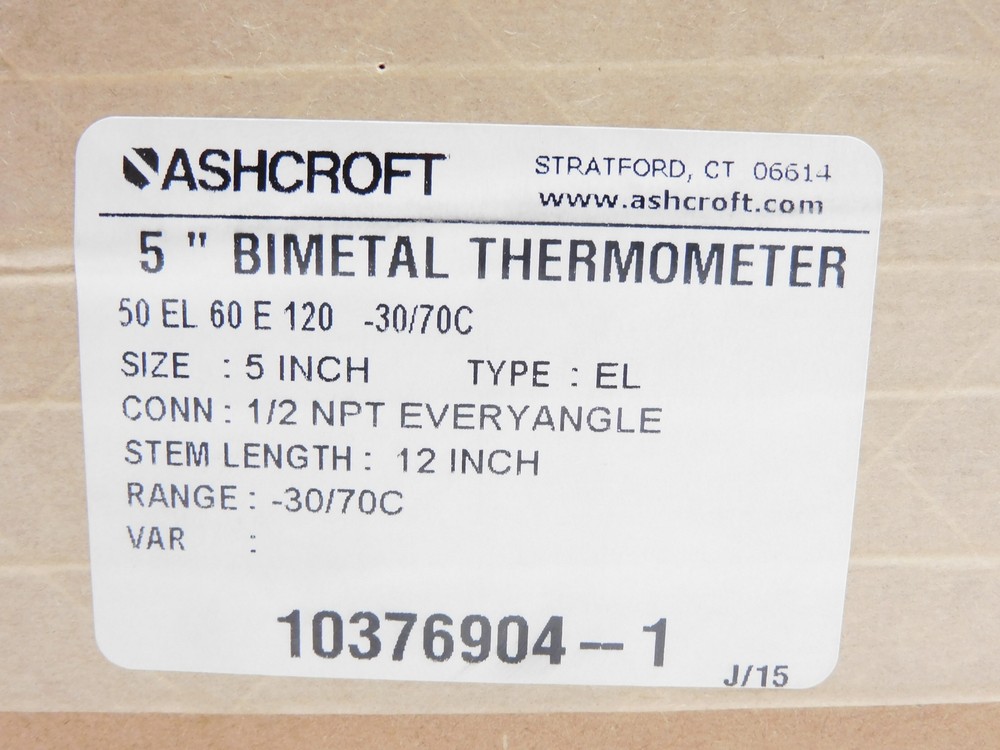 ASHCROFT STRATFORD, CT 06614
www.ashcroft.com
5 " BIMETAL THERMOMETER
50 EL 60 E 120 -30/70C
SIZE : 5 INCH TYPE : EL
CONN : 1/2 NPT EVERYANGLE
STEM LENGTH : 12 INCH
RANGE : -30/70C
VAR :
10376904-1
J/15